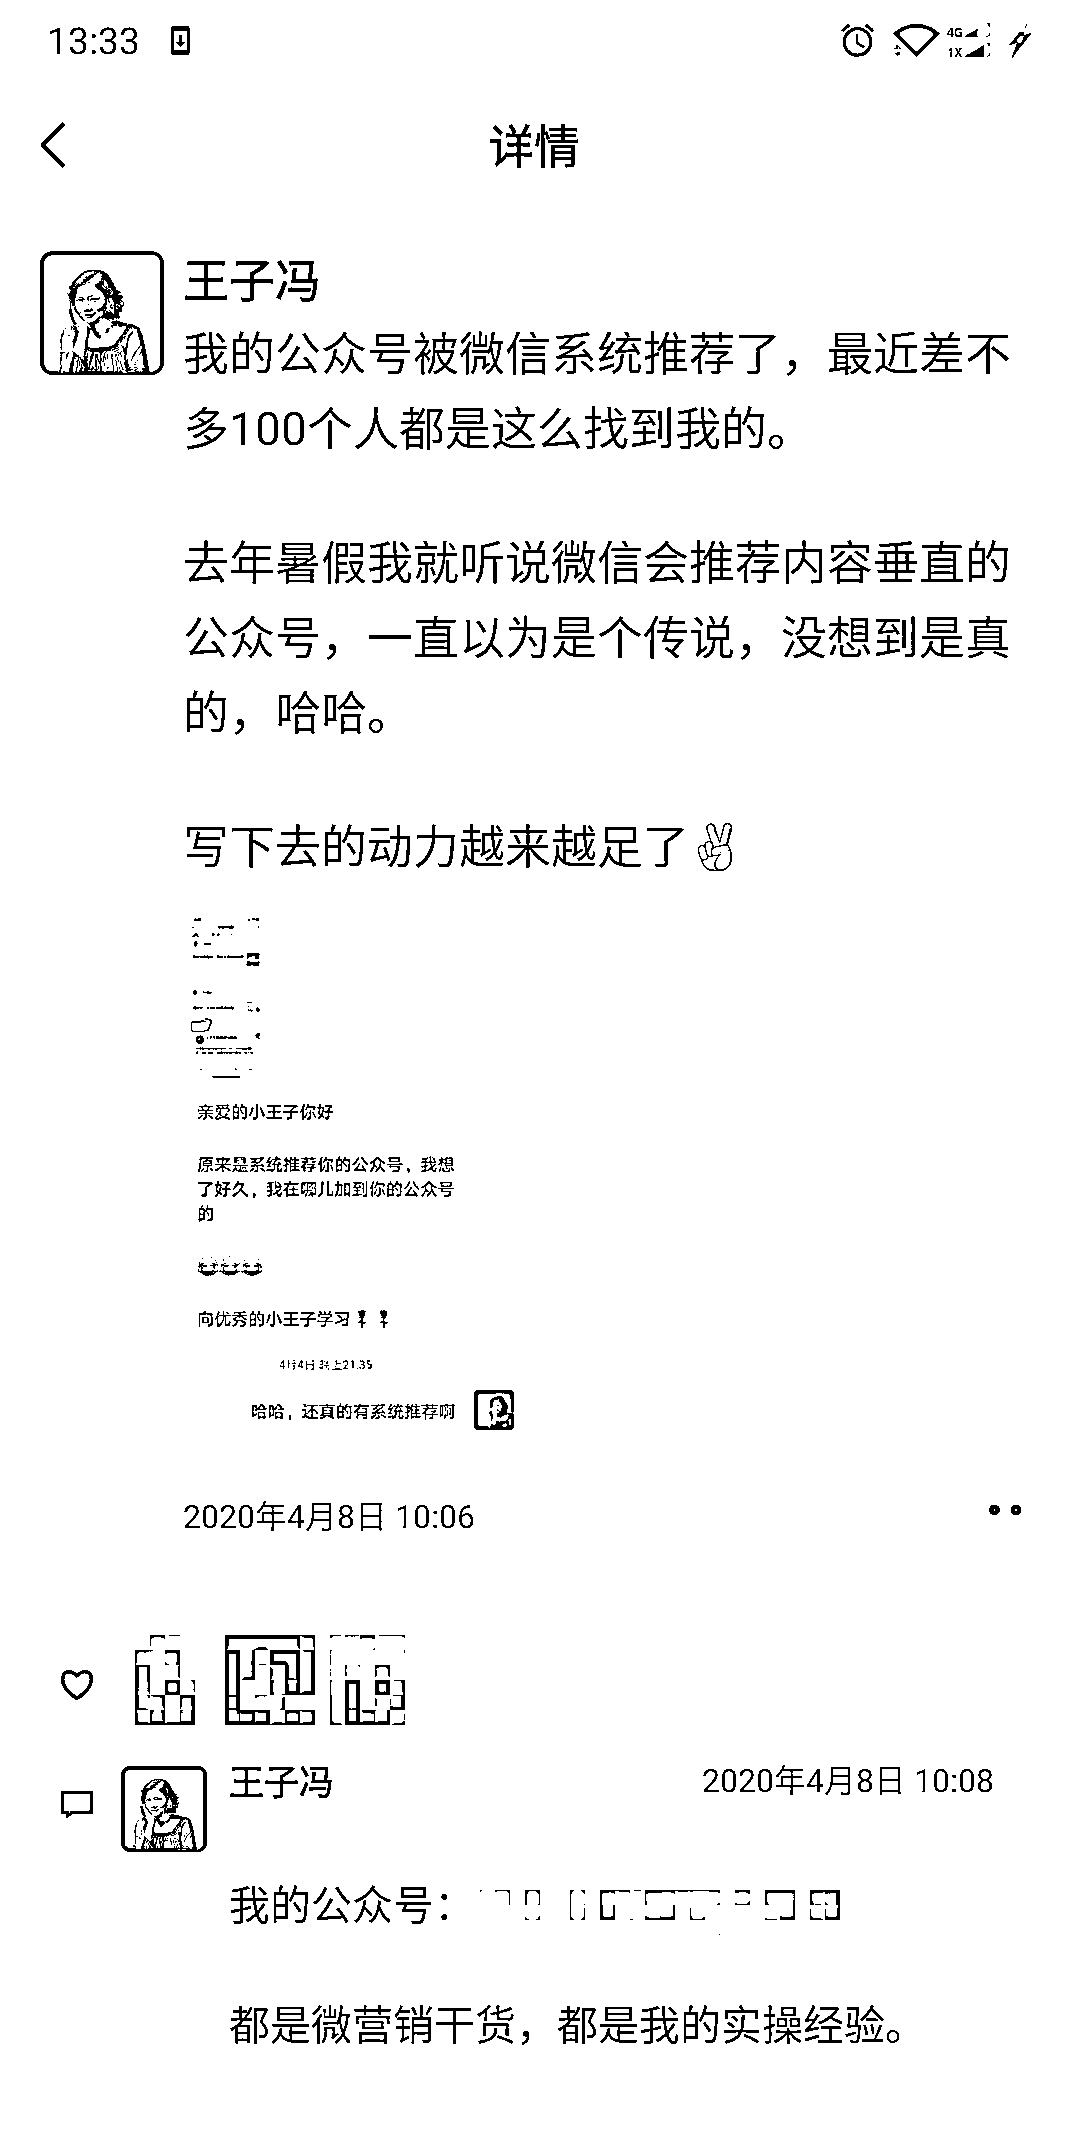 13:33
4G
1X
详情
王子冯
我的公众号被微信系统推荐了，最近差不
多100个人都是这么找到我的。
去年暑假我就听说微信会推荐内容垂直的
公众号，一直以为是个传说，没想到是真
的，哈哈。
写下去的动力越来越足了✌
亲爱的小王子你好
原来是系统推荐你的公众号，我想
了好久，我在哪儿加到你的公众号
的
向优秀的小王子学习
4月4日 晚上21:35
哈哈，还真的有系统推荐啊
2020年4月8日 10:06
王子冯
2020年4月8日 10:08
我的公众号：
都是微营销干货，都是我的实操经验。